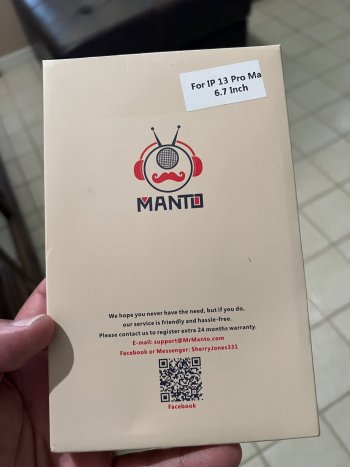 For IP 13 Pro Ma
6.7 Inch
MANTO
We hope you never have the need, but if you do,
our service is friendly and hassle-free.
Please contact us to register extra 24 months warranty.
E-mail: support@MrManto.com
Facebook or Messenger: SherryJones331
Facebook